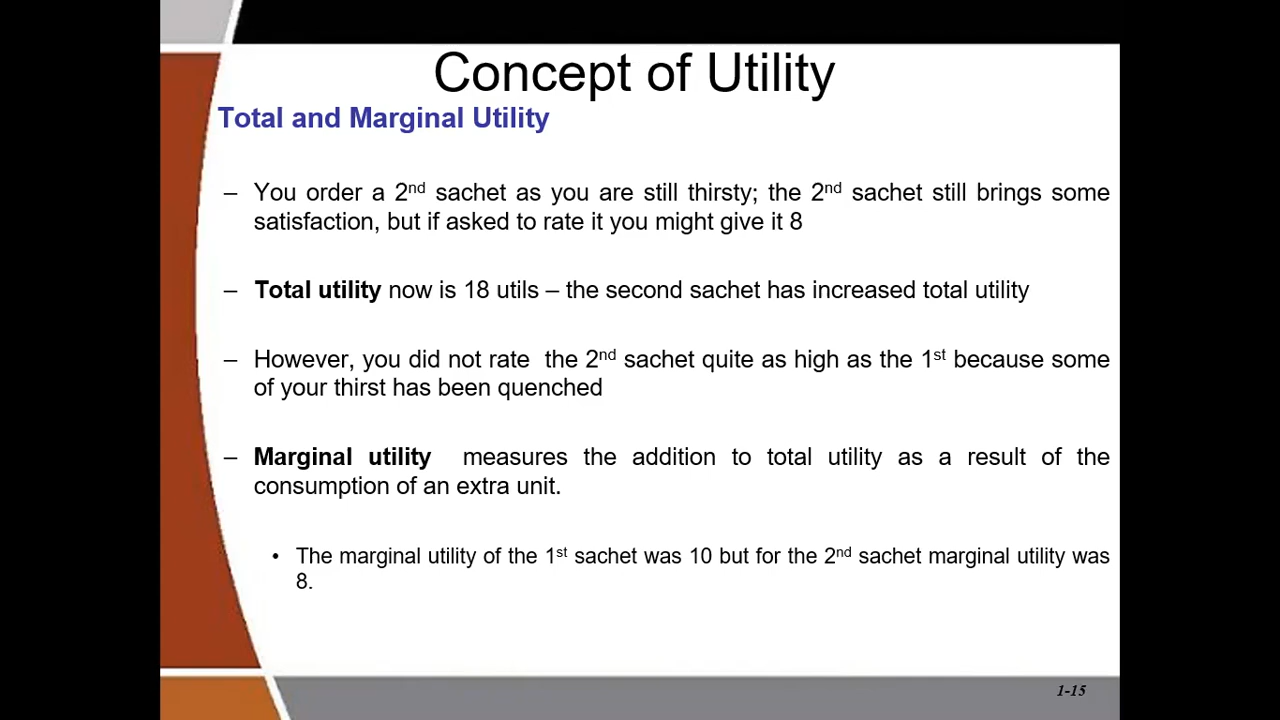 Concept of Utility
Total and Marginal Utility
– You order a 2nd sachet as you are still thirsty; the 2nd sachet still brings some
satisfaction, but if asked to rate it you might give it 8
– Total utility now is 18 utils – the second sachet has increased total utility
– However, you did not rate the 2nd sachet quite as high as the 1st because some
of your thirst has been quenched
– Marginal utility measures the addition to total utility as a result of the
consumption of an extra unit.
• The marginal utility of the 1st sachet was 10 but for the 2nd sachet marginal utility was
8.
1-15